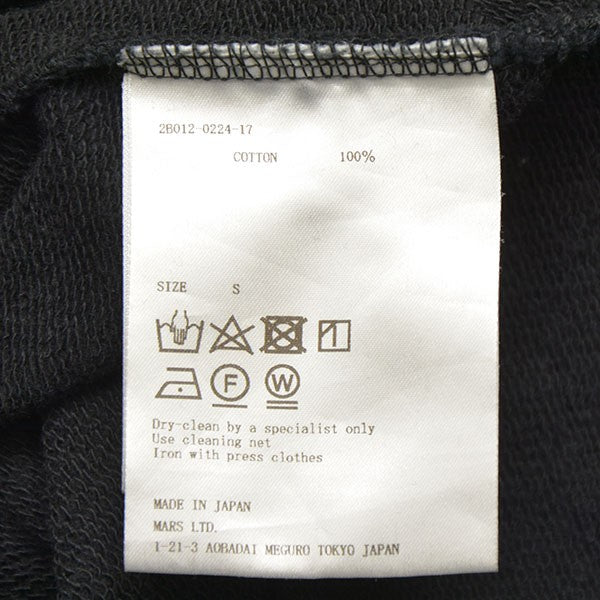 2B012-0224-17
COTTON 100%
SIZE S
F W
Dry-clean by a specialist only
Use cleaning net
Iron with press clothes
MADE IN JAPAN
MARS LTD.
1-21-3 AOBADAI MEGURO TOKYO JAPAN